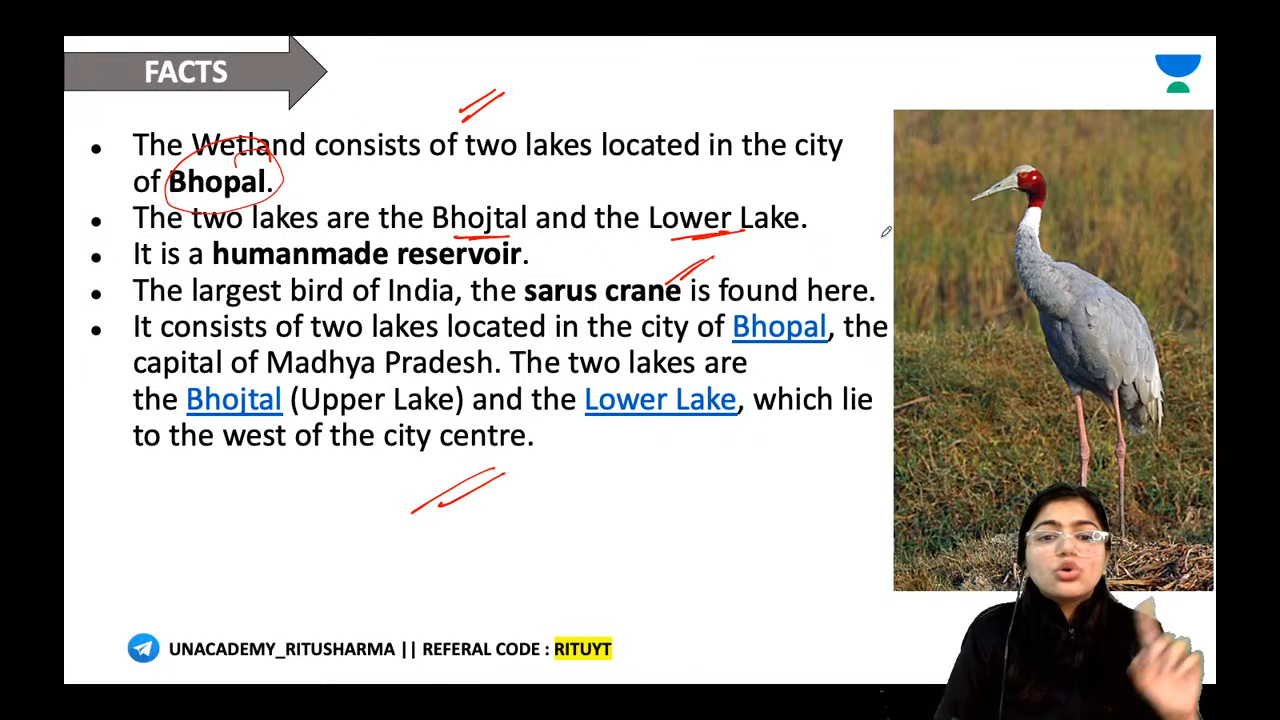 FACTS
• The Wetland consists of two lakes located in the city
of Bhopal.
• The two lakes are the Bhojtal and the Lower Lake.
• It is a humanmade reservoir.
• The largest bird of India, the sarus crane is found here.
• It consists of two lakes located in the city of Bhopal, the
capital of Madhya Pradesh. The two lakes are
the Bhojtal (Upper Lake) and the Lower Lake, which lie
to the west of the city centre.
UNACADEMY_RITUSHARMA || REFERAL CODE : RITUYT